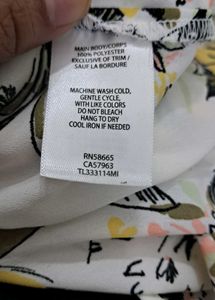 MAIN BODY/CORPS
100% POLYESTER
EXCLUSIVE OF TRIM /
SAUF LA BORDURE
MACHINE WASH COLD,
GENTLE CYCLE,
WITH LIKE COLORS
DO NOT BLEACH
HANG TO DRY
COOL IRON IF NEEDED
RN58665
CA57963
TL333114MI